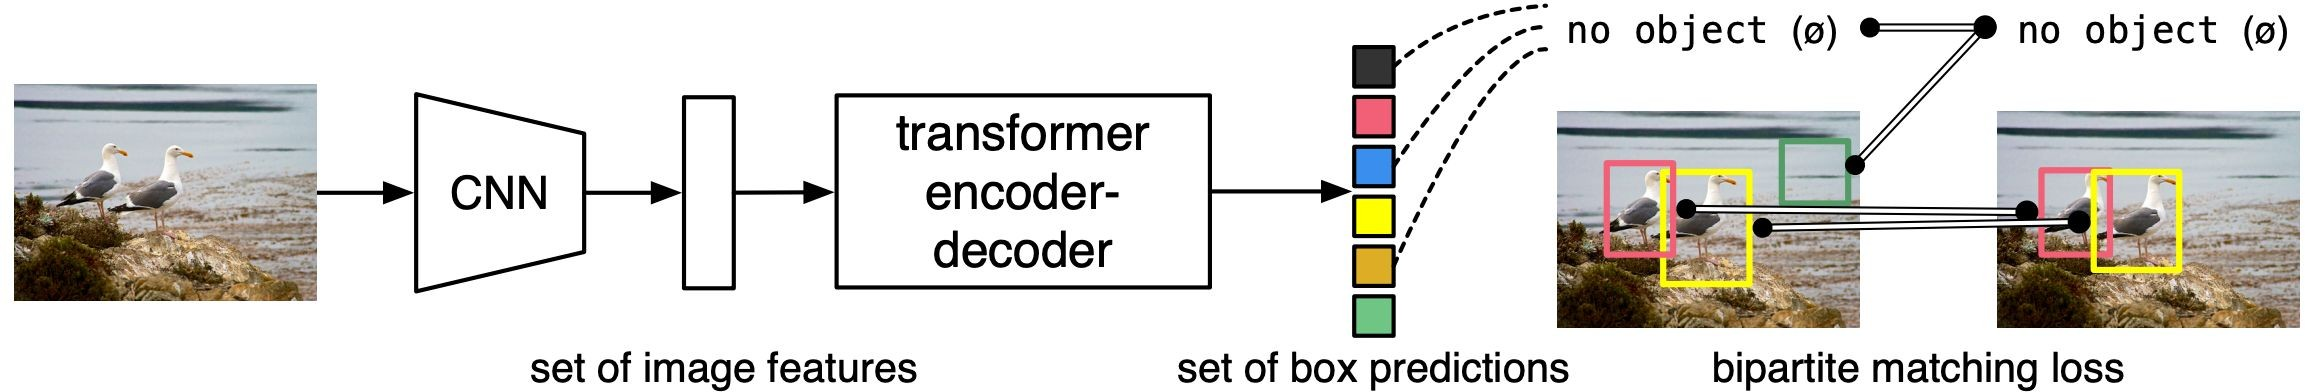 no object (ø)
no object (ø)
CNN
transformer
encoder-
decoder
set of image features
set of box predictions
bipartite matching loss